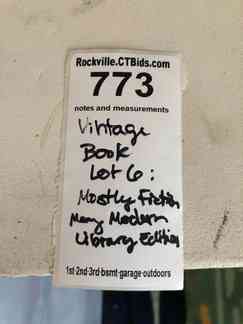 Rockville.CTBids.com
773
notes and measurements
Vintage
Book
Lot 6:
Mostly Fiction
Many Modern
Library Editions
1st-2nd-3rd-bsmt-garage-outdoors